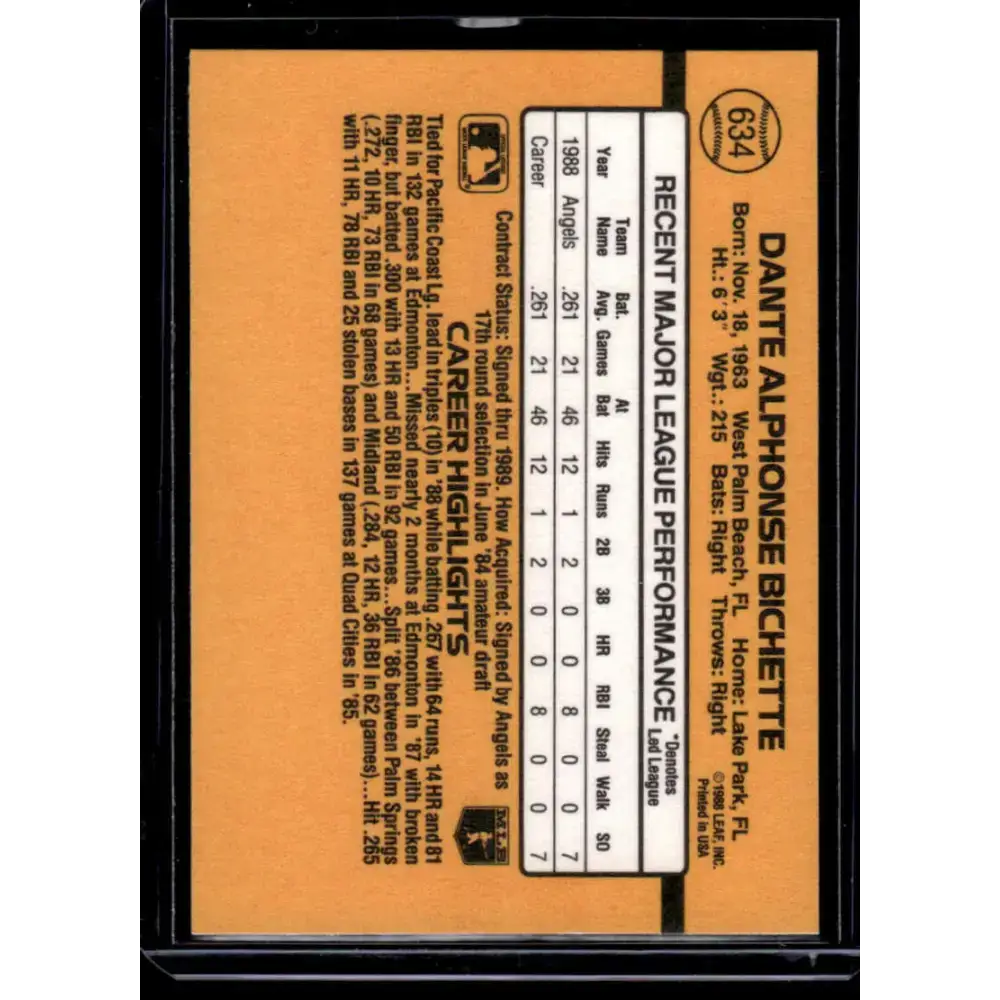 634
DANTE ALPHONSE BICHETTE
Born: Nov. 18, 1963 West Palm Beach, FL Home: Lake Park, FL
Ht.: 6'3" Wgt.: 215 Bats: Right Throws: Right
©1988 LEAF, INC.
Printed in USA
RECENT MAJOR LEAGUE PERFORMANCE
*Denotes
Led League
Year Team Name Bat. Avg. Games At Bat Hits Runs 2B 3B HR RBI Steal Walk SO
1988 Angels .261 21 46 12 1 2 0 0 8 0 0 7
Career .261 21 46 12 1 2 0 0 8 0 0 7
Contract Status: Signed thru 1989. How Acquired: Signed by Angels as
17th round selection in June '84 amateur draft
CAREER HIGHLIGHTS
Tied for Pacific Coast Lg. lead in triples (10) in '88 while batting .267 with 64 runs, 14 HR and 81
RBI in 132 games at Edmonton...Missed nearly 2 months at Edmonton in '87 with broken
finger, but batted .300 with 13 HR and 50 RBI in 92 games...Split '86 between Palm Springs
(.272, 10 HR, 73 RBI in 68 games) and Midland (.284, 12 HR, 36 RBI in 62 games)...Hit .265
with 11 HR, 78 RBI and 25 stolen bases in 137 games at Quad Cities in '85.